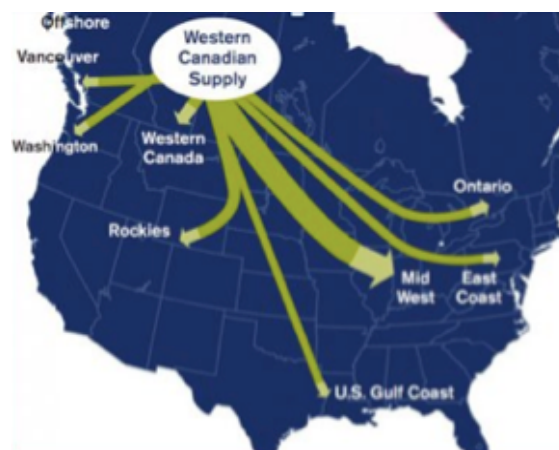 Offshore
Vancouver
Western
Canadian
Supply
Washington
Western
Canada
Ontario
Rockies
Mid
West
East
Coast
U.S. Gulf Coast